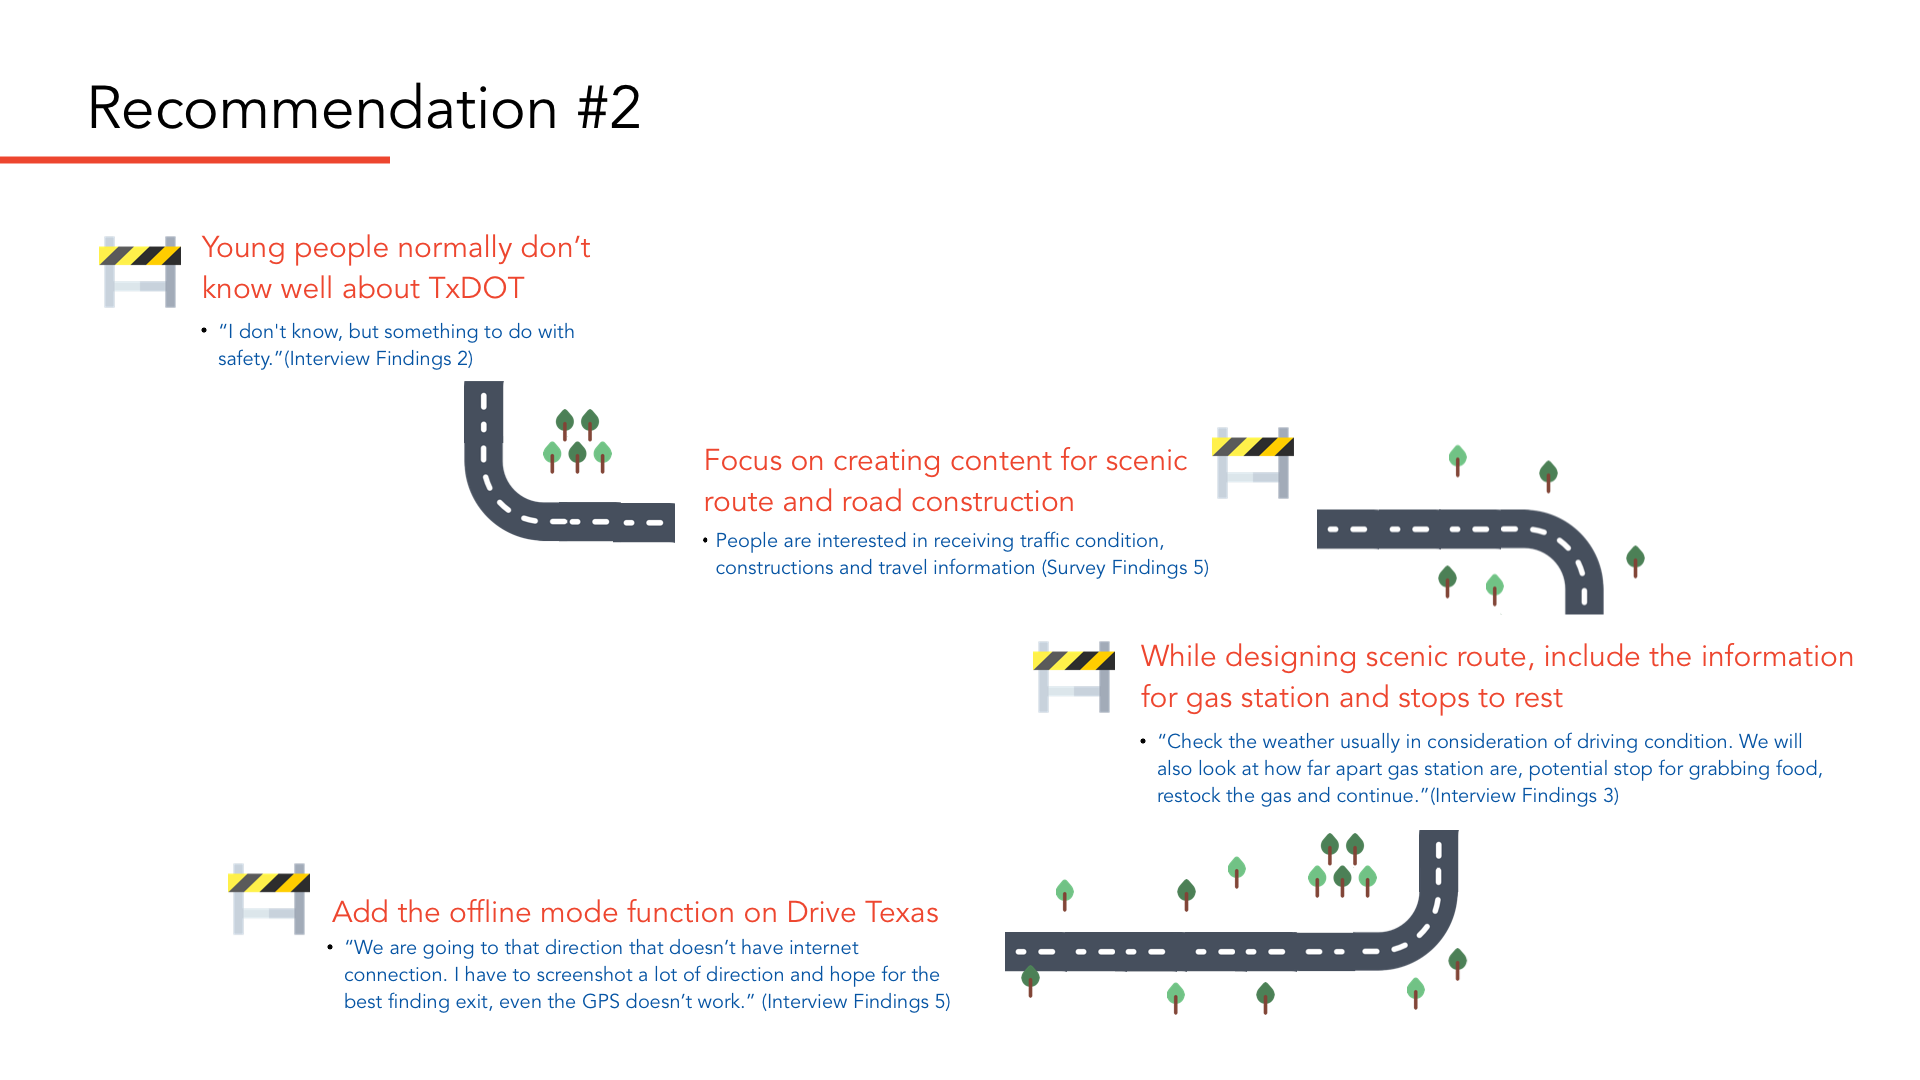 Recommendation #2
Young people normally don’t
know well about TxDOT
• “I don't know, but something to do with
safety.”(Interview Findings 2)
Focus on creating content for scenic
route and road construction
• People are interested in receiving traffic condition,
constructions and travel information (Survey Findings 5)
While designing scenic route, include the information
for gas station and stops to rest
• “Check the weather usually in consideration of driving condition. We will
also look at how far apart gas station are, potential stop for grabbing food,
restock the gas and continue.”(Interview Findings 3)
Add the offline mode function on Drive Texas
• “We are going to that direction that doesn’t have internet
connection. I have to screenshot a lot of direction and hope for the
best finding exit, even the GPS doesn’t work.” (Interview Findings 5)